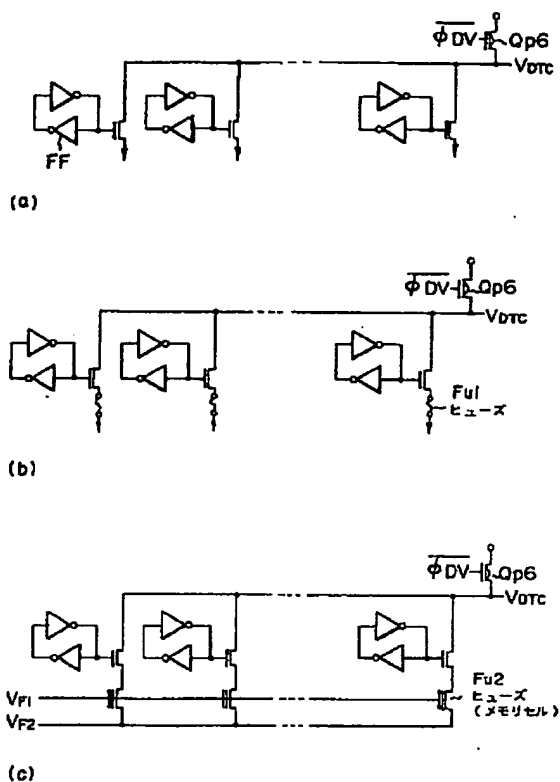 φDV Qp6
VDTC
FF
(a)
φDV Qp6
VDTC
Fu1
ヒューズ
(b)
φDV Qp6
VDTC
Fu2
ヒューズ
(メモリセル)
VF1
VF2
(c)